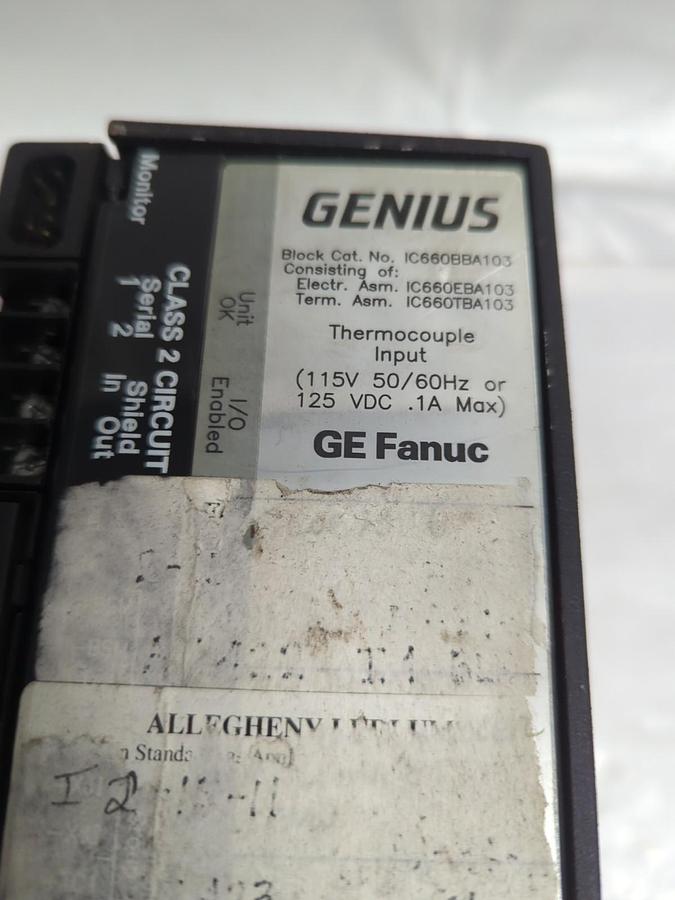 GENIUS
Block Cat. No. IC660BBA103
Consisting of:
Electr. Asm. IC660EBA103
Term. Asm. IC660TBA103
Thermocouple
Input
(115V 50/60Hz or
125 VDC .1A Max)
GE Fanuc
Unit
OK
I/O
Enabled
Monitor
CLASS 2 CIRCUIT
Serial Shield
1 2 In Out
ALLEGHENY
I 2